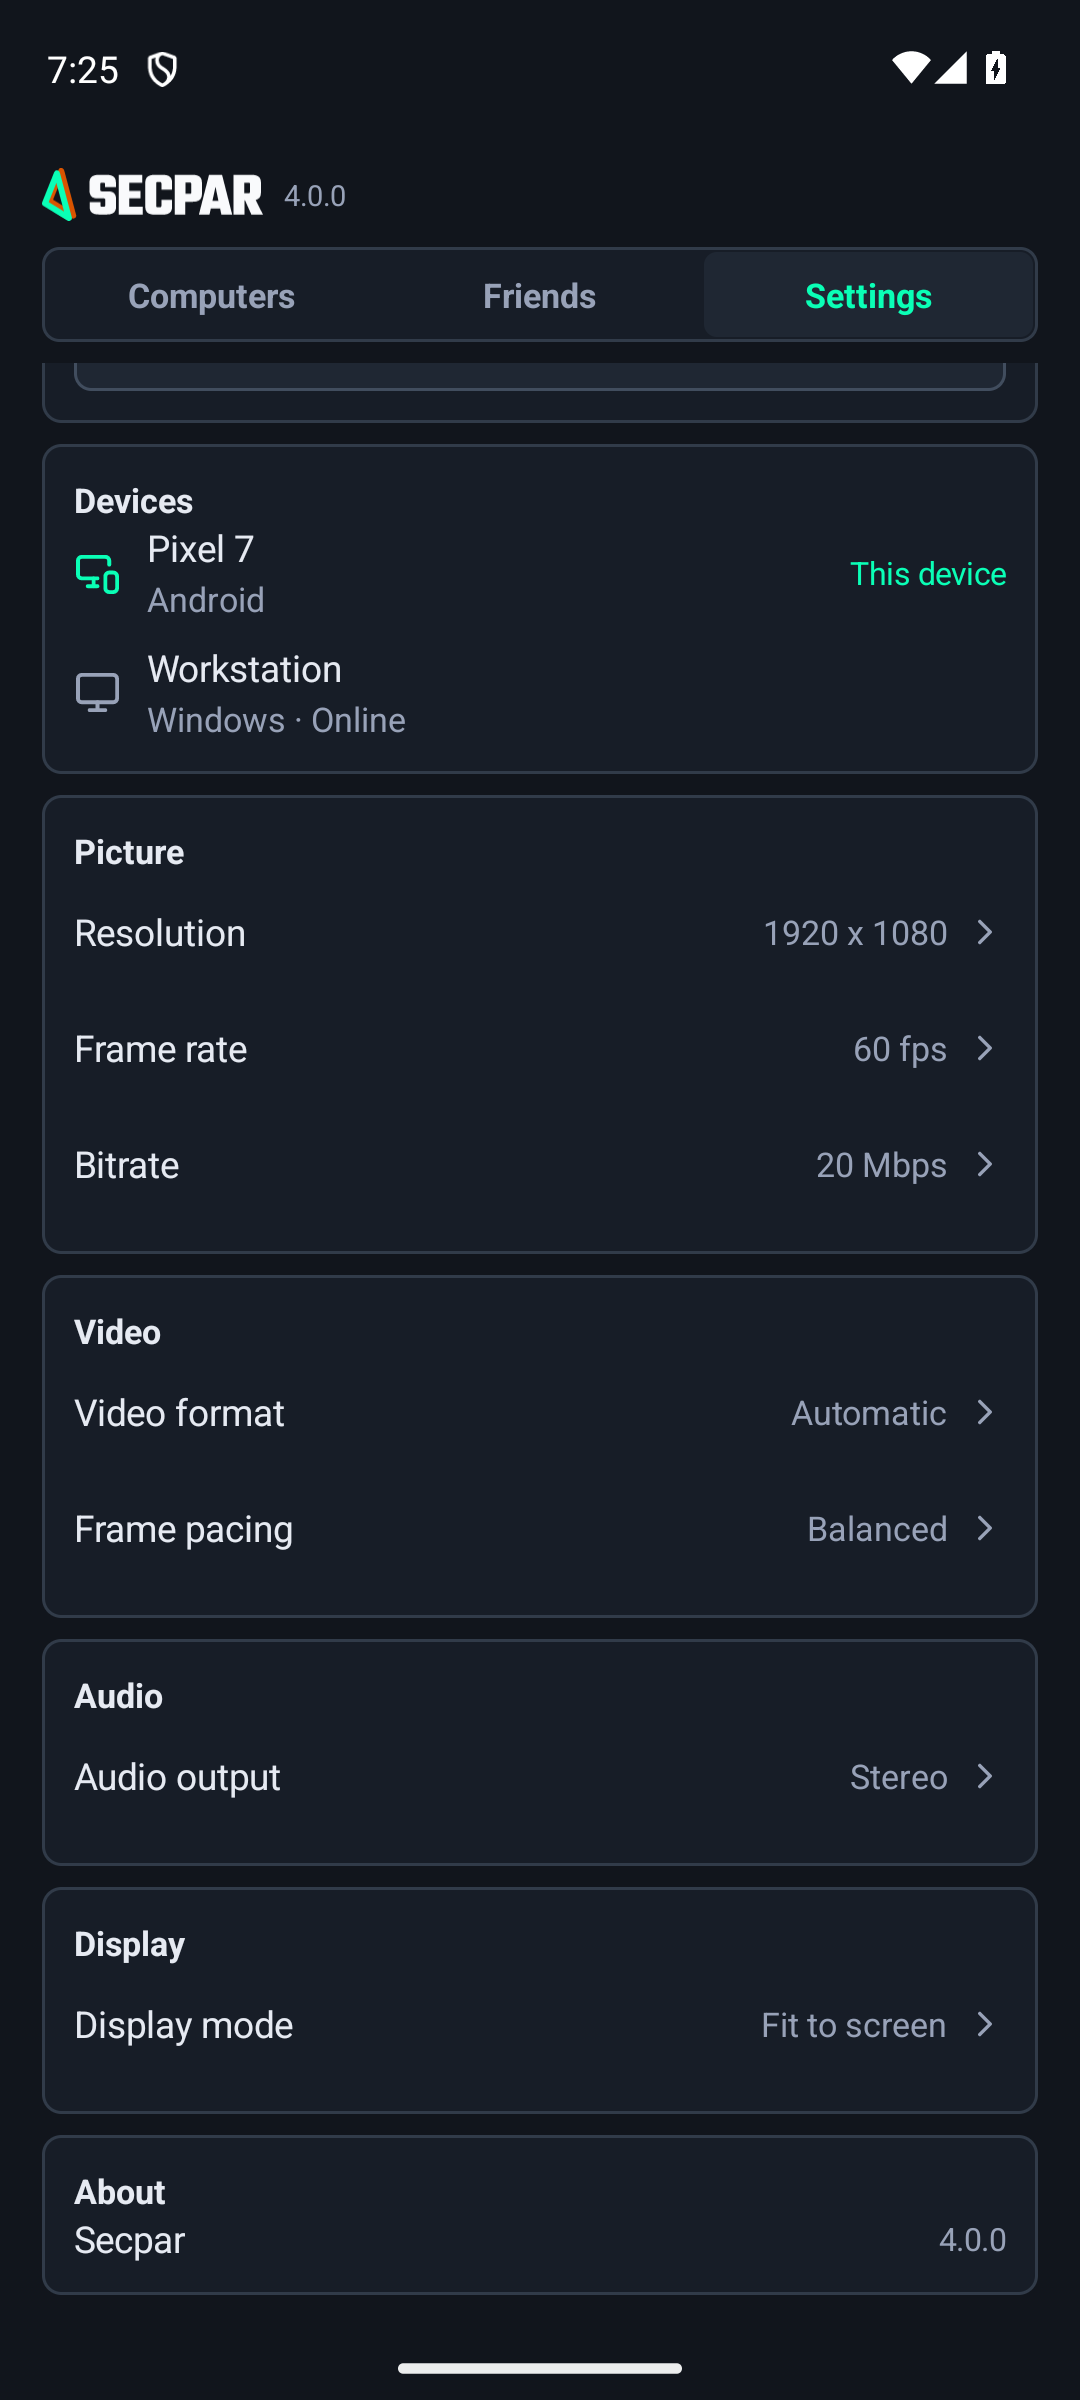 7:25
SECPAR 4.0.0
Computers Friends Settings
Devices
Pixel 7
Android
This device
Workstation
Windows · Online
Picture
Resolution 1920 x 1080
Frame rate 60 fps
Bitrate 20 Mbps
Video
Video format Automatic
Frame pacing Balanced
Audio
Audio output Stereo
Display
Display mode Fit to screen
About
Secpar 4.0.0